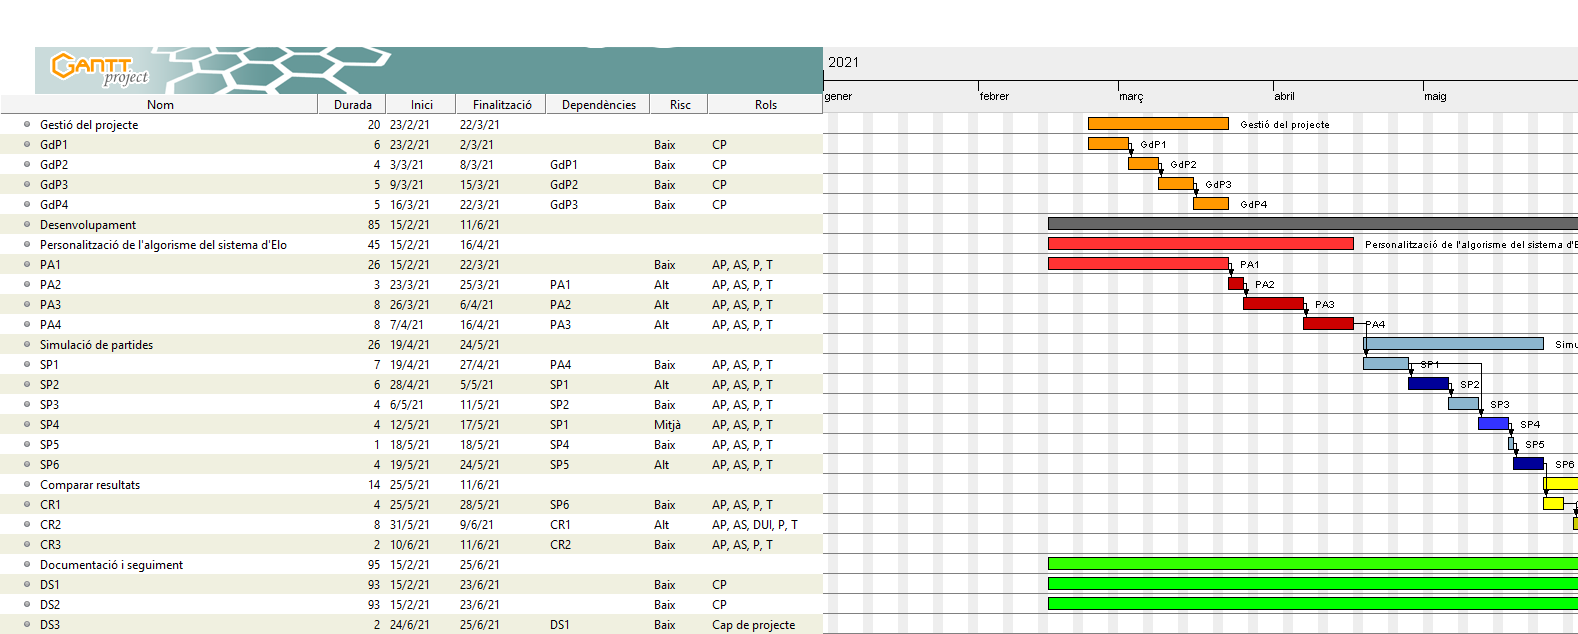 GANTT project
2021
gener febrer març abril maig
Nom Durada Inici Finalització Dependències Risc Rols
Gestió del projecte 20 23/2/21 22/3/21 Gestió del projecte
GdP1 6 23/2/21 2/3/21 Baix CP GdP1
GdP2 4 3/3/21 8/3/21 GdP1 Baix CP GdP2
GdP3 5 9/3/21 15/3/21 GdP2 Baix CP GdP3
GdP4 5 16/3/21 22/3/21 GdP3 Baix CP GdP4
Desenvolupament 85 15/2/21 11/6/21
Personalització de l'algorisme del sistema d'Elo 45 15/2/21 16/4/21 Personalització de l'algorisme del sistema d'E
PA1 26 15/2/21 22/3/21 Baix AP, AS, P, T PA1
PA2 3 23/3/21 25/3/21 PA1 Alt AP, AS, P, T PA2
PA3 8 26/3/21 6/4/21 PA2 Alt AP, AS, P, T PA3
PA4 8 7/4/21 16/4/21 PA3 Alt AP, AS, P, T PA4
Simulació de partides 26 19/4/21 24/5/21 Simu
SP1 7 19/4/21 27/4/21 PA4 Baix AP, AS, P, T SP1
SP2 6 28/4/21 5/5/21 SP1 Alt AP, AS, P, T SP2
SP3 4 6/5/21 11/5/21 SP2 Baix AP, AS, P, T SP3
SP4 4 12/5/21 17/5/21 SP1 Mitjà AP, AS, P, T SP4
SP5 1 18/5/21 18/5/21 SP4 Baix AP, AS, P, T SP5
SP6 4 19/5/21 24/5/21 SP5 Alt AP, AS, P, T SP6
Comparar resultats 14 25/5/21 11/6/21
CR1 4 25/5/21 28/5/21 SP6 Baix AP, AS, P, T
CR2 8 31/5/21 9/6/21 CR1 Alt AP, AS, DUI, P, T
CR3 2 10/6/21 11/6/21 CR2 Baix AP, AS, P, T
Documentació i seguiment 95 15/2/21 25/6/21
DS1 93 15/2/21 23/6/21 Baix CP
DS2 93 15/2/21 23/6/21 Baix CP
DS3 2 24/6/21 25/6/21 DS1 Baix Cap de projecte